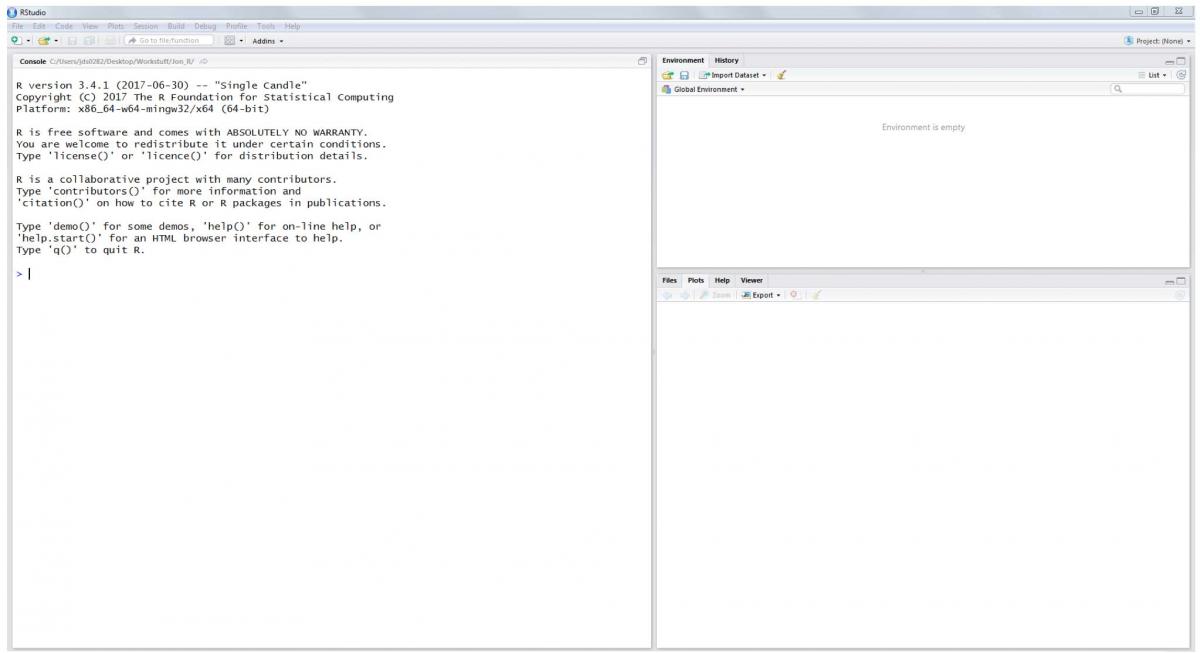 RStudio
File Edit Code View Plots Session Build Debug Profile Tools Help
Go to file/function Addins Project: (None)
Console C:/Users/jds0282/Desktop/Workstuff/Jon_R/
R version 3.4.1 (2017-06-30) -- "Single Candle"
Copyright (C) 2017 The R Foundation for Statistical Computing
Platform: x86_64-w64-mingw32/x64 (64-bit)
R is free software and comes with ABSOLUTELY NO WARRANTY.
You are welcome to redistribute it under certain conditions.
Type 'license()' or 'licence()' for distribution details.
R is a collaborative project with many contributors.
Type 'contributors()' for more information and
'citation()' on how to cite R or R packages in publications.
Type 'demo()' for some demos, 'help()' for on-line help, or
'help.start()' for an HTML browser interface to help.
Type 'q()' to quit R.
>
Environment History
Import Dataset List
Global Environment
Environment is empty
Files Plots Help Viewer
Zoom Export